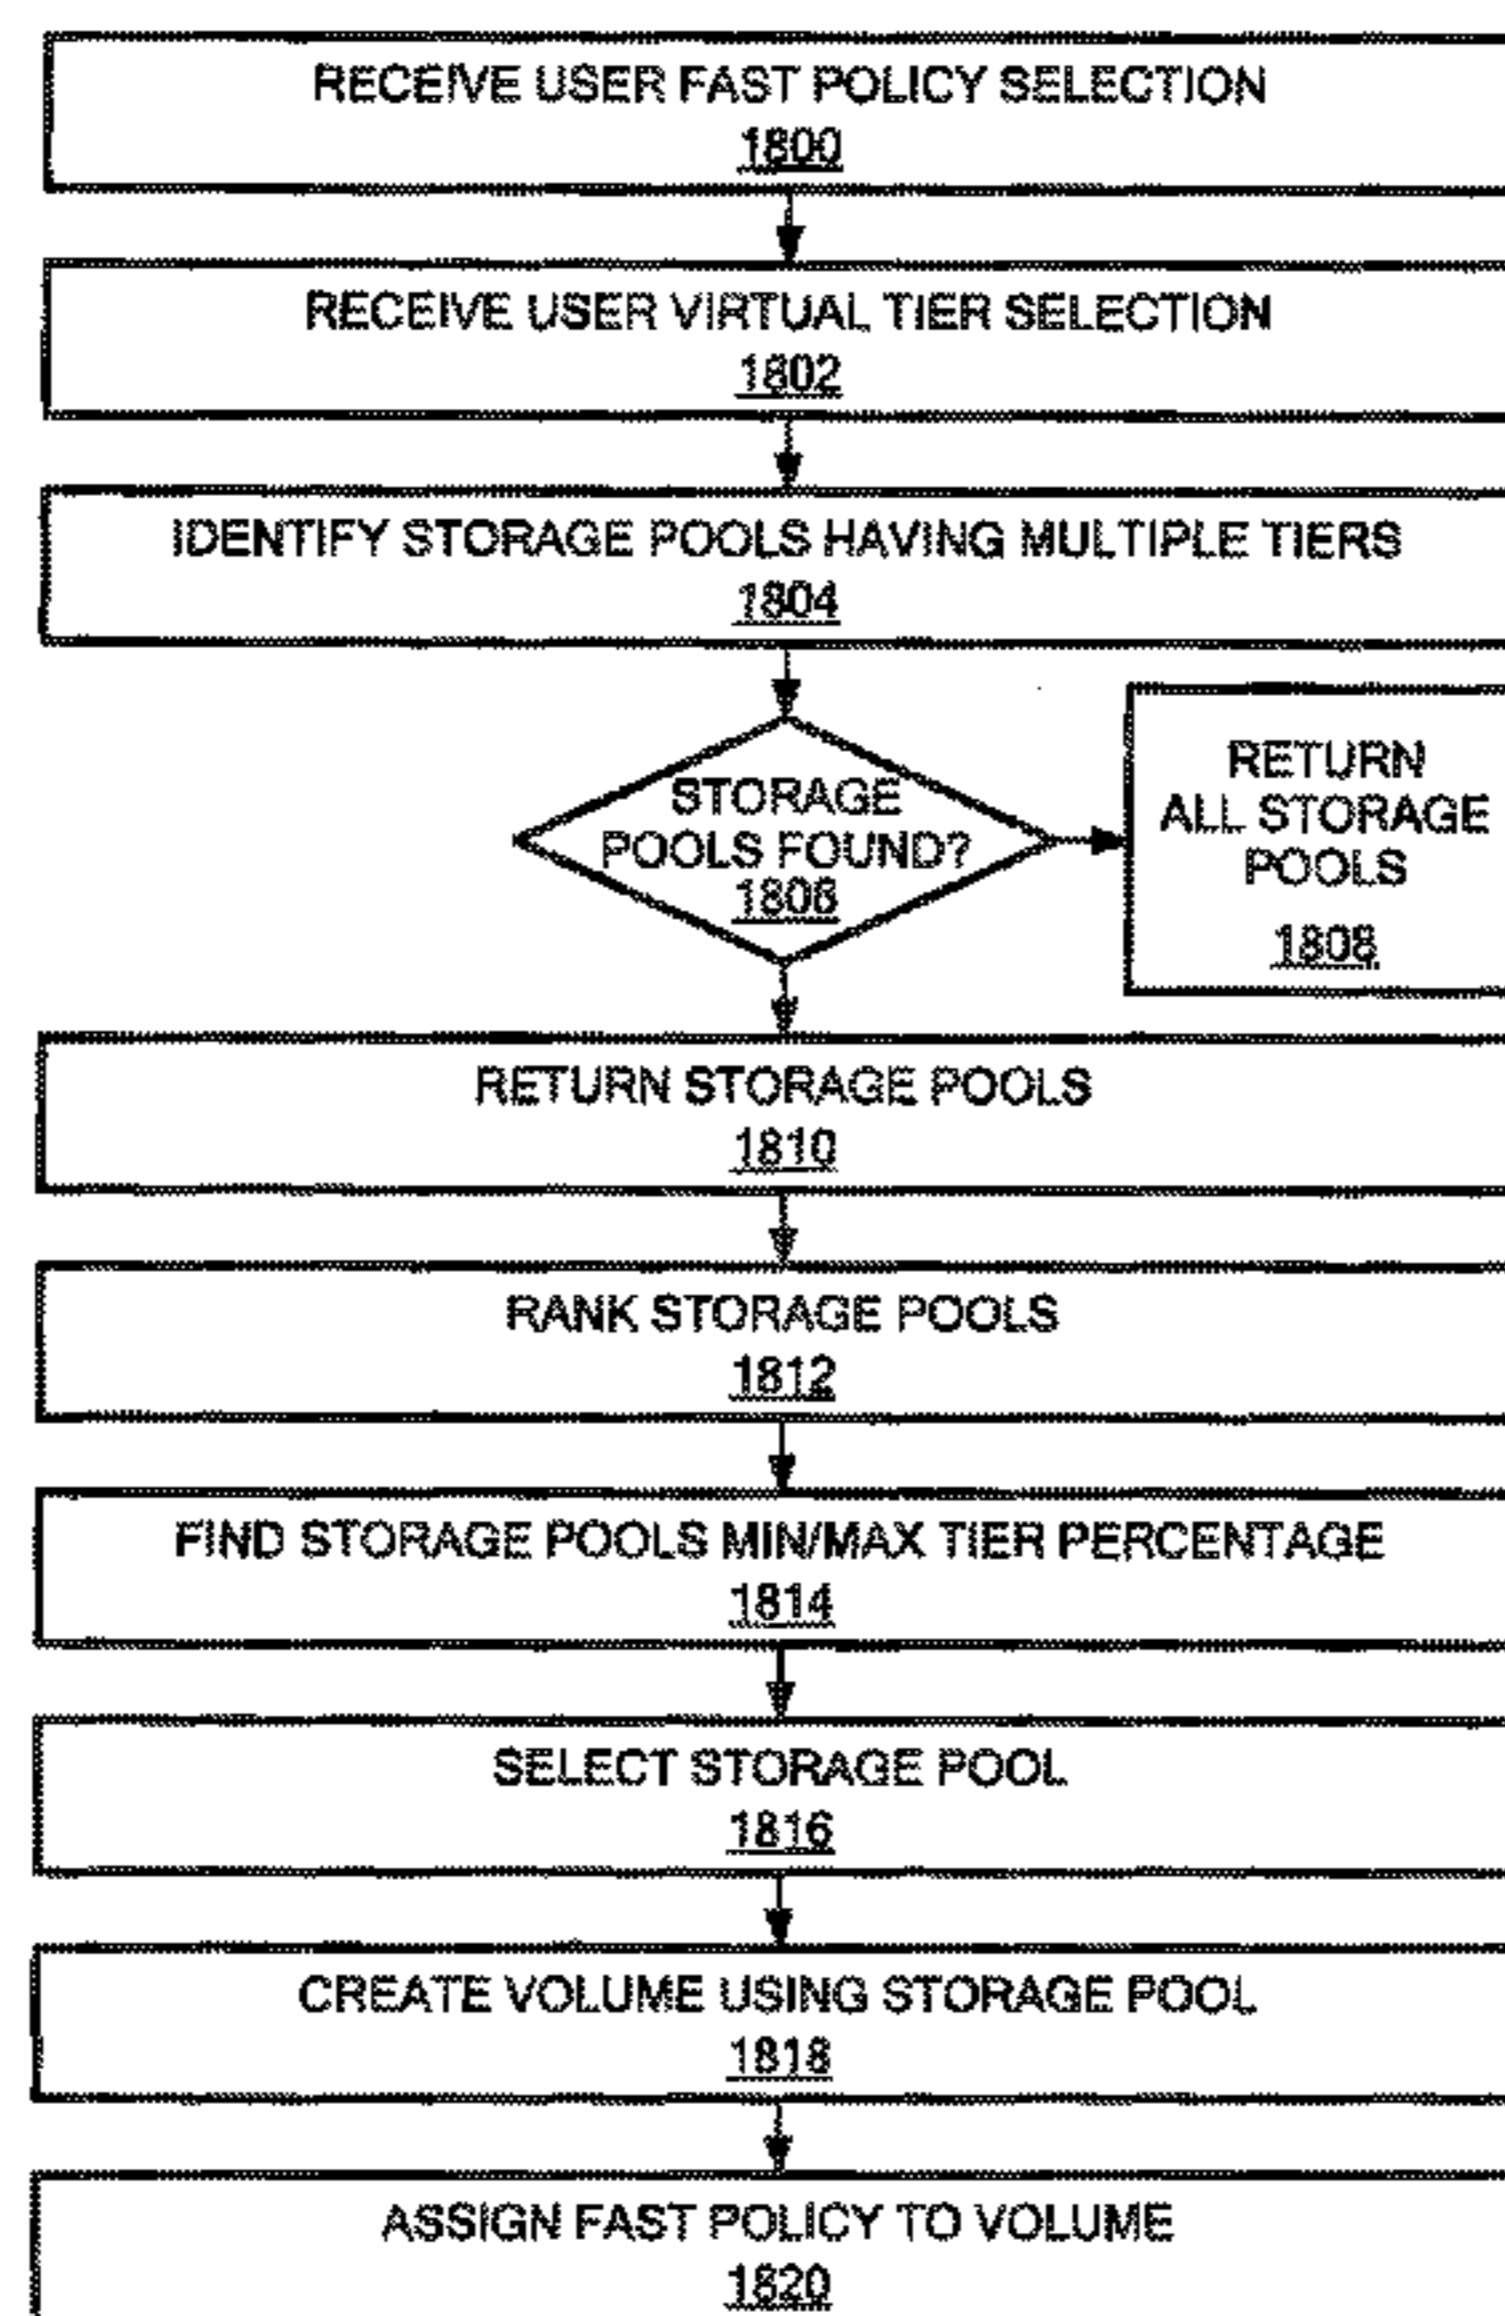 RECEIVE USER FAST POLICY SELECTION
1800
RECEIVE USER VIRTUAL TIER SELECTION
1802
IDENTIFY STORAGE POOLS HAVING MULTIPLE TIERS
1804
STORAGE
POOLS FOUND?
1806
RETURN
ALL STORAGE
POOLS
1808
RETURN STORAGE POOLS
1810
RANK STORAGE POOLS
1812
FIND STORAGE POOLS MIN/MAX TIER PERCENTAGE
1814
SELECT STORAGE POOL
1816
CREATE VOLUME USING STORAGE POOL
1818
ASSIGN FAST POLICY TO VOLUME
1820